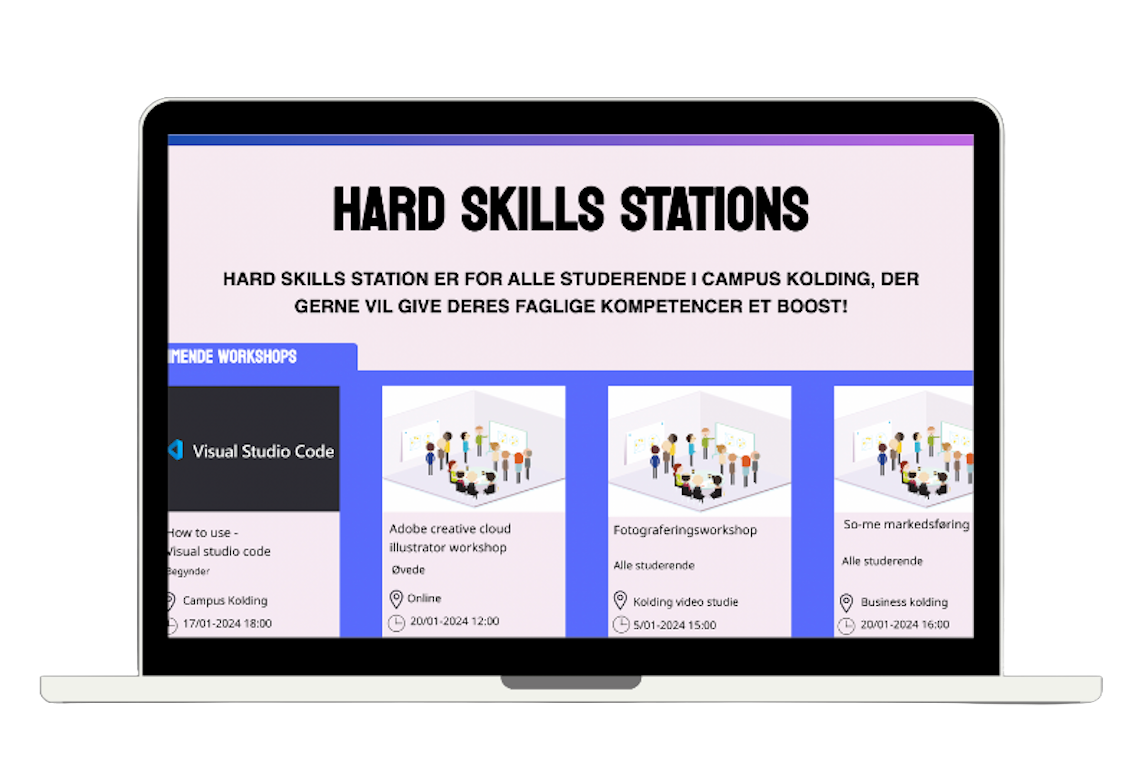 HARD SKILLS STATIONS
HARD SKILLS STATION ER FOR ALLE STUDERENDE I CAMPUS KOLDING, DER
GERNE VIL GIVE DERES FAGLIGE KOMPETENCER ET BOOST!
MMENDE WORKSHOPS
Visual Studio Code
How to use -
Visual studio code
Begynder
Campus Kolding
17/01-2024 18:00
Adobe creative cloud
illustrator workshop
Øvede
Online
20/01-2024 12:00
Fotograferingsworkshop
Alle studerende
Kolding video studie
5/01-2024 15:00
So-me markedsføring
Alle studerende
Business kolding
20/01-2024 16:00